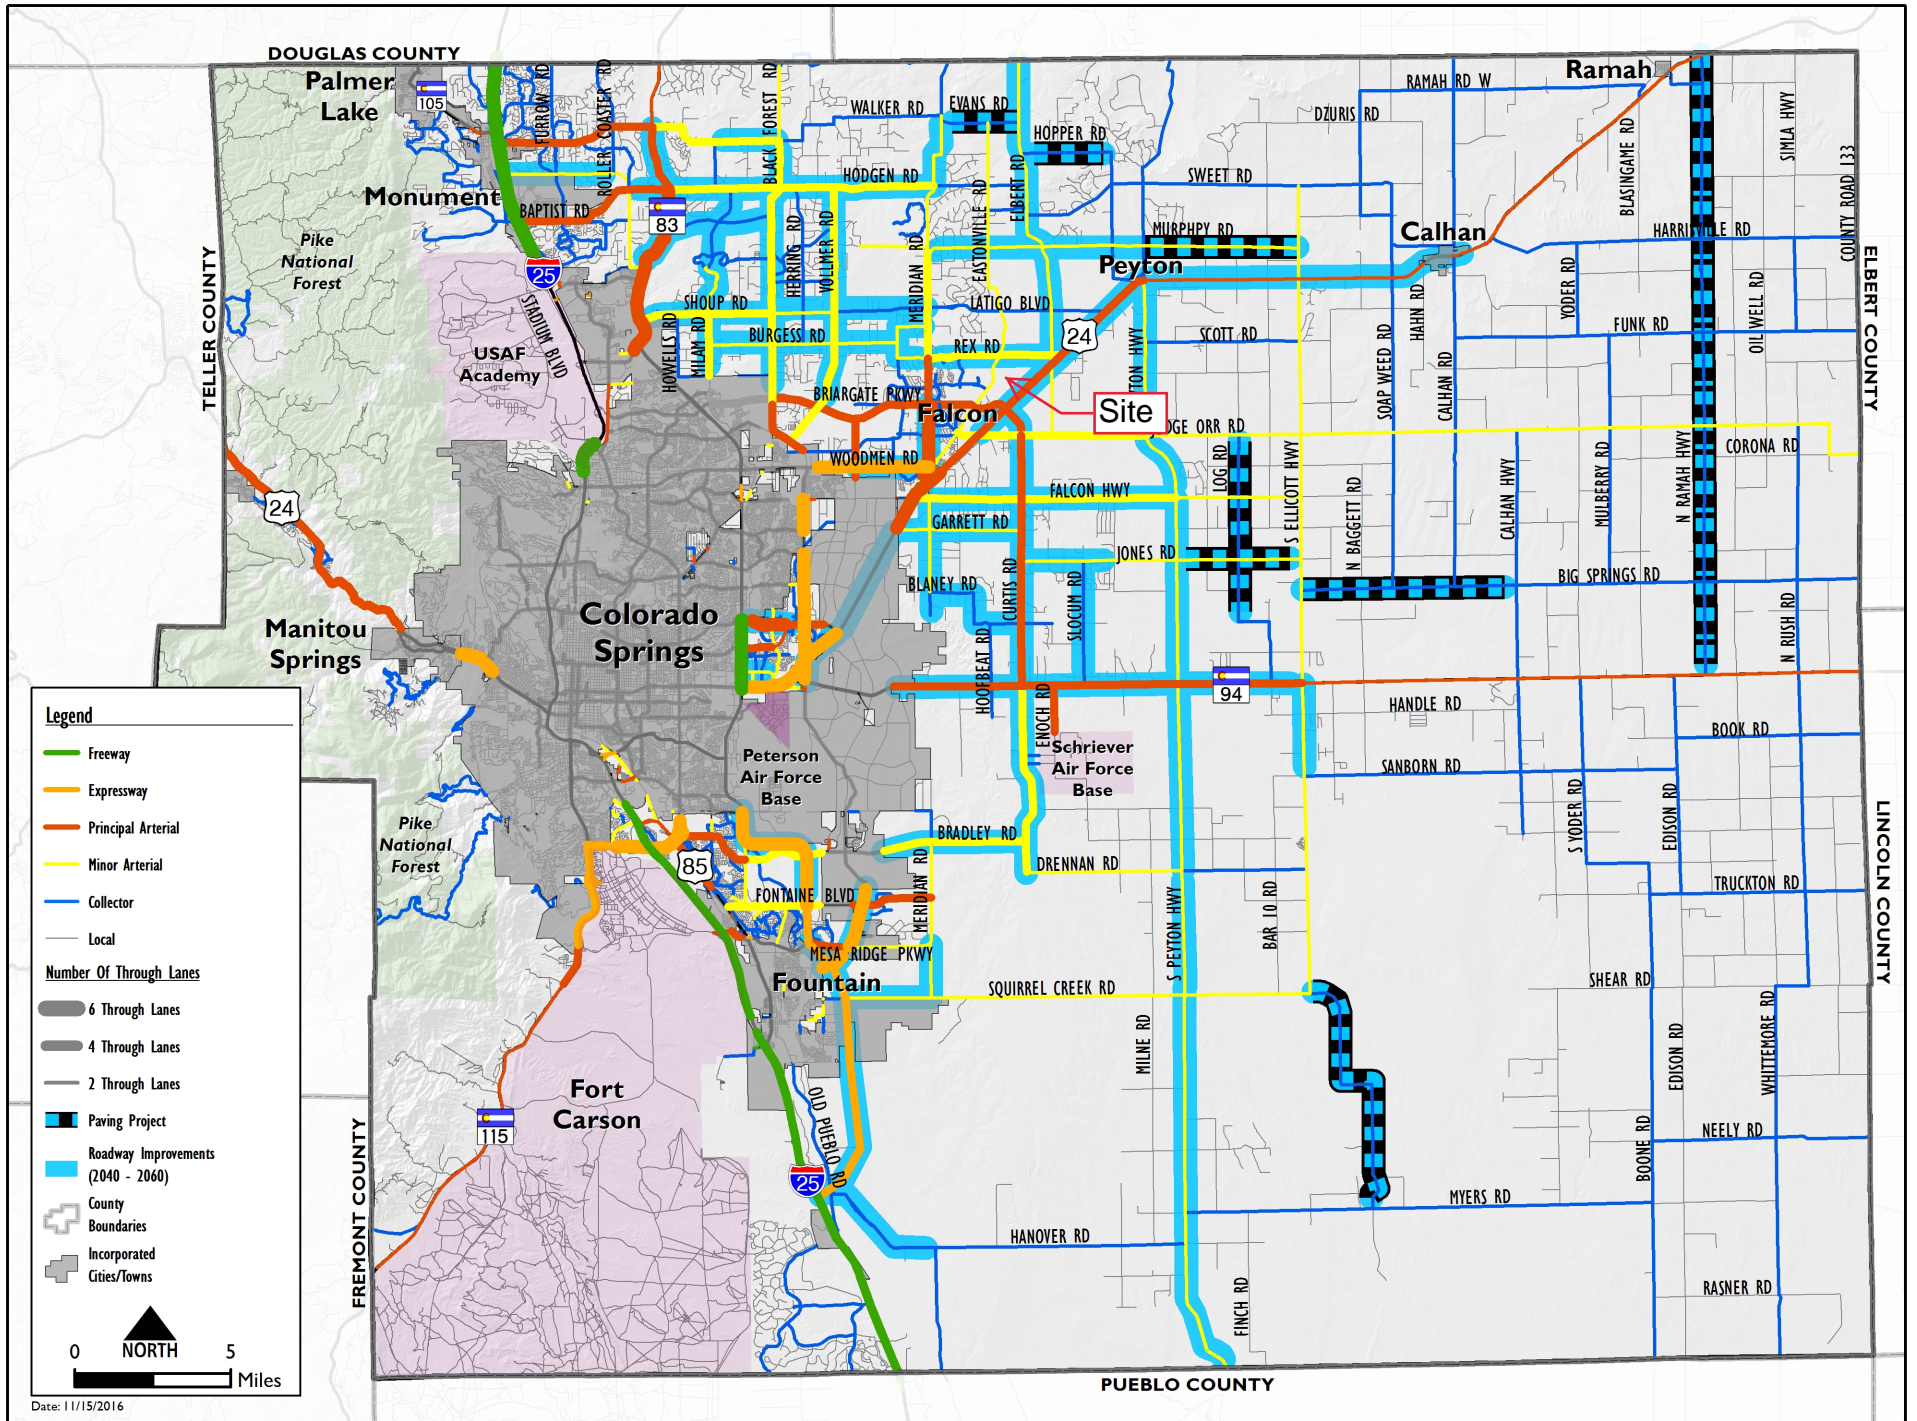 DOUGLAS COUNTY
Palmer
Lake
105
FURROW RD
ROLLER COASTER RD
BLACK FOREST RD
WALKER RD
EVANS RD
HOPPER RD
DZURIS RD
RAMAH RD W
Ramah
BLASINGAME RD
SIMLA HWY
COUNTY ROAD 133
Monument
BAPTIST RD
83
HODGEN RD
SWEET RD
ELBERT RD
EASTONVILLE RD
MURPHPY RD
Calhan
HARRISVILLE RD
Pike
National
Forest
TELLER COUNTY
25
HERRING RD
VOLLMER RD
MERIDIAN RD
Peyton
YODER RD
OIL WELL RD
ELBERT COUNTY
STADIUM BLVD
SHOUP RD
LATIGO BLVD
BURGESS RD
24
SCOTT RD
HAHN RD
FUNK RD
USAF
Academy
HOWELLS RD
MILAM RD
REX RD
TON HWY
SOAP WEED RD
CALHAN RD
BRIARGATE PKWY
Falcon
Site
DGE ORR RD
WOODMEN RD
LOG RD
S ELLICOTT HWY
N RAMAH HWY
CORONA RD
24
FALCON HWY
GARRETT RD
N BAGGETT RD
CALHAN HWY
MULBERRY RD
JONES RD
BLANEY RD
CURTIS RD
SLOCUM RD
BIG SPRINGS RD
Colorado
Springs
Manitou
Springs
HOOFBEAT RD
N RUSH RD
94
ENOCH RD
HANDLE RD
BOOK RD
Peterson
Air Force
Base
Schriever
Air Force
Base
SANBORN RD
Pike
National
Forest
BRADLEY RD
S YODER RD
EDISON RD
LINCOLN COUNTY
85
DRENNAN RD
FONTAINE BLVD
MERIDIAN RD
S PEYTON HWY
BAR 10 RD
TRUCKTON RD
MESA RIDGE PKWY
Fountain
SQUIRREL CREEK RD
SHEAR RD
MILNE RD
EDISON RD
WHITTEMORE RD
Fort
Carson
115
OLD PUEBLO RD
25
BOONE RD
NEELY RD
MYERS RD
FREMONT COUNTY
HANOVER RD
FINCH RD
RASNER RD
PUEBLO COUNTY
Legend
Freeway
Expressway
Principal Arterial
Minor Arterial
Collector
Local
Number Of Through Lanes
6 Through Lanes
4 Through Lanes
2 Through Lanes
Paving Project
Roadway Improvements
(2040 - 2060)
County
Boundaries
Incorporated
Cities/Towns
NORTH
0 5
Miles
Date: 11/15/2016